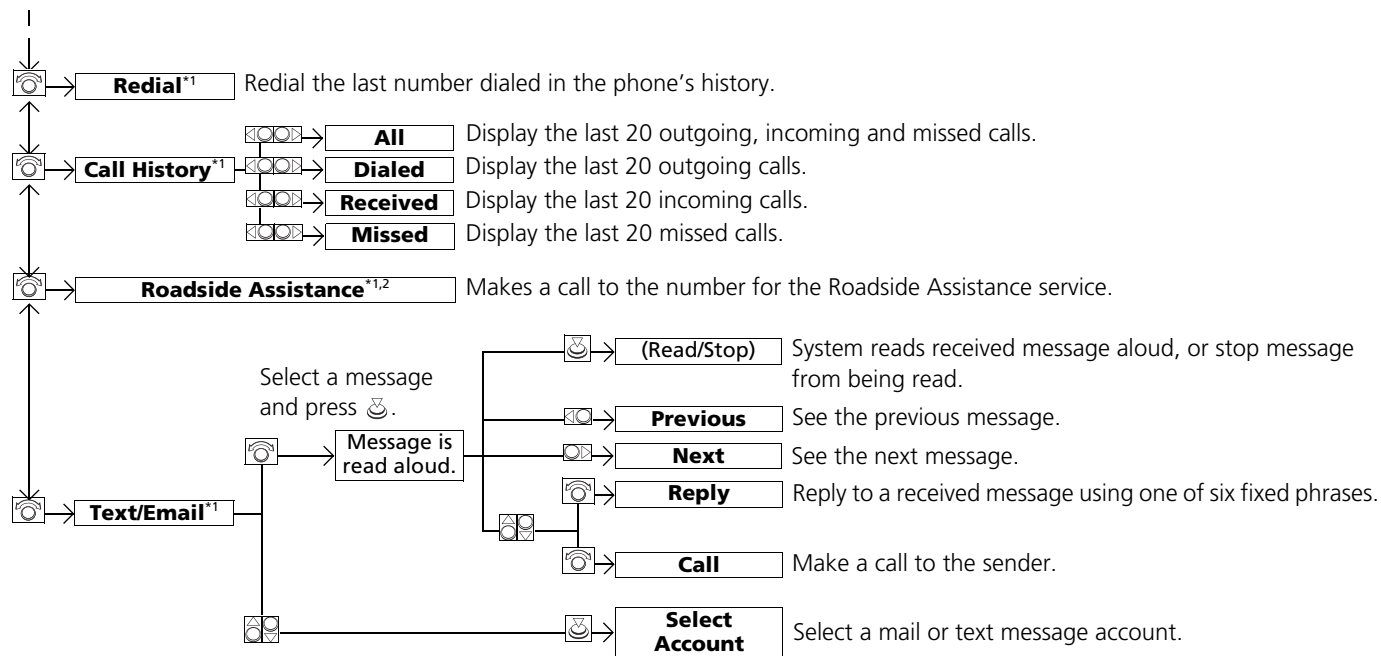 Redial*1 Redial the last number dialed in the phone's history.
All Display the last 20 outgoing, incoming and missed calls.
Call History*1 Dialed Display the last 20 outgoing calls.
Received Display the last 20 incoming calls.
Missed Display the last 20 missed calls.
Roadside Assistance*1,2 Makes a call to the number for the Roadside Assistance service.
Select a message
and press .
Message is
read aloud.
(Read/Stop) System reads received message aloud, or stop message
from being read.
Previous See the previous message.
Next See the next message.
Text/Email*1
Reply Reply to a received message using one of six fixed phrases.
Call Make a call to the sender.
Select
Account
Select a mail or text message account.